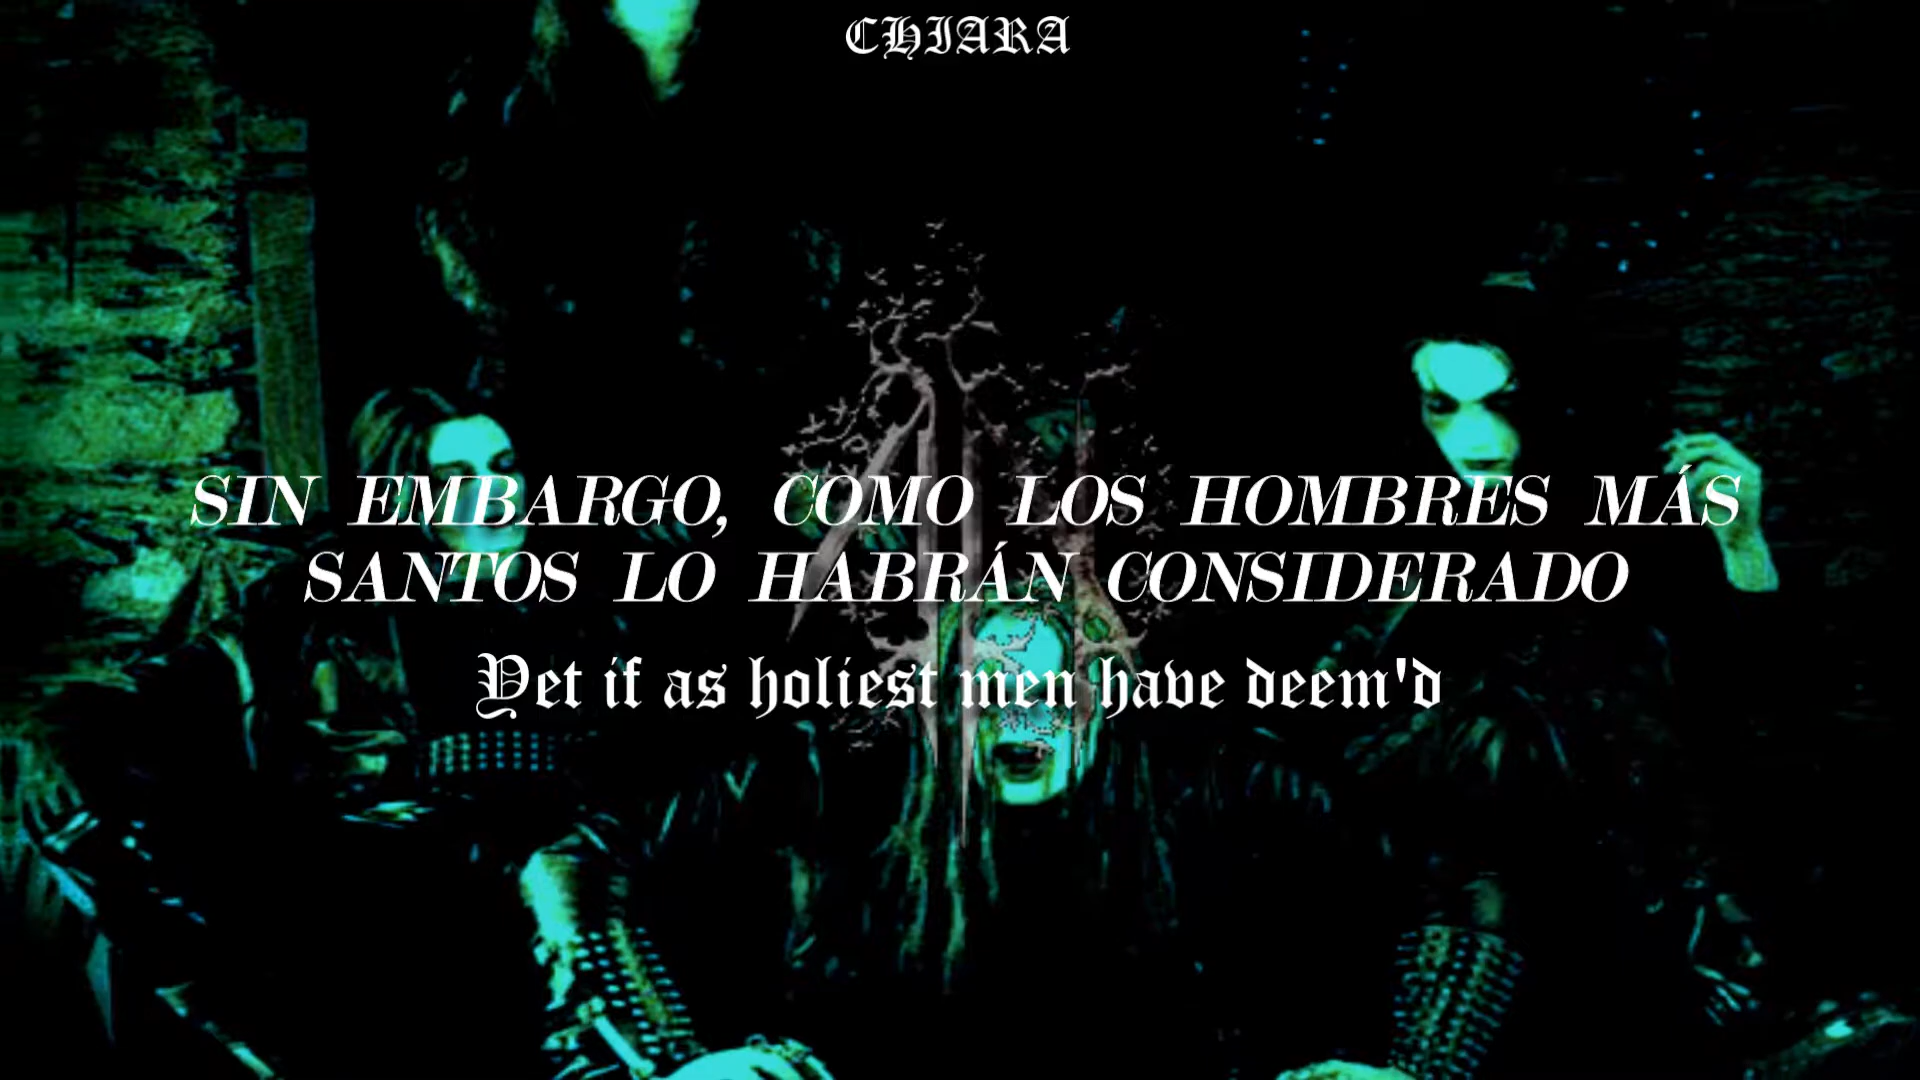 CHIARA
SIN EMBARGO, COMO LOS HOMBRES MÁS
SANTOS LO HABRÁN CONSIDERADO
Yet if as holiest men have deem'd